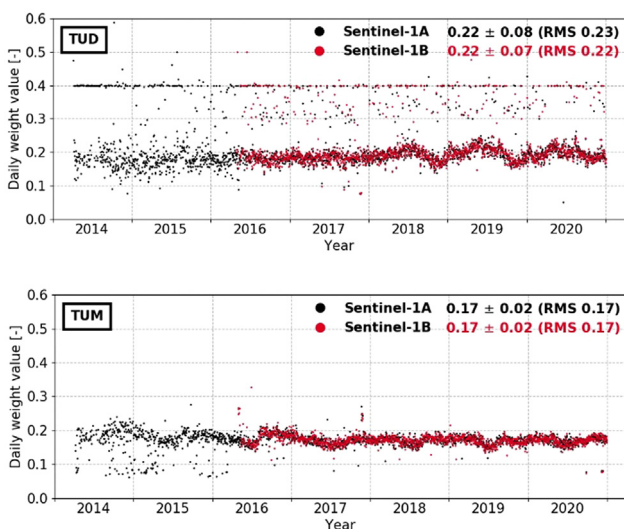 0.6
TUD
Sentinel-1A 0.22 ± 0.08 (RMS 0.23)
Sentinel-1B 0.22 ± 0.07 (RMS 0.22)
0.5
0.4
0.3
0.2
0.1
0.0
Daily weight value [-]
2014 2015 2016 2017 2018 2019 2020
Year
0.6
TUM
Sentinel-1A 0.17 ± 0.02 (RMS 0.17)
Sentinel-1B 0.17 ± 0.02 (RMS 0.17)
0.5
0.4
0.3
0.2
0.1
0.0
Daily weight value [-]
2014 2015 2016 2017 2018 2019 2020
Year